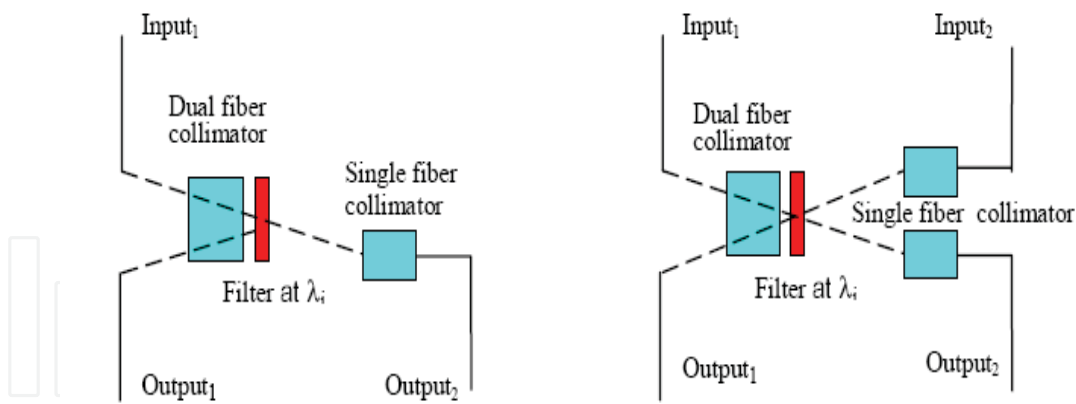 Input₁
Dual fiber
collimator
Single fiber
collimator
Filter at λᵢ
Output₁
Output₂
Input₁
Input₂
Dual fiber
collimator
Single fiber collimator
Filter at λᵢ
Output₁
Output₂